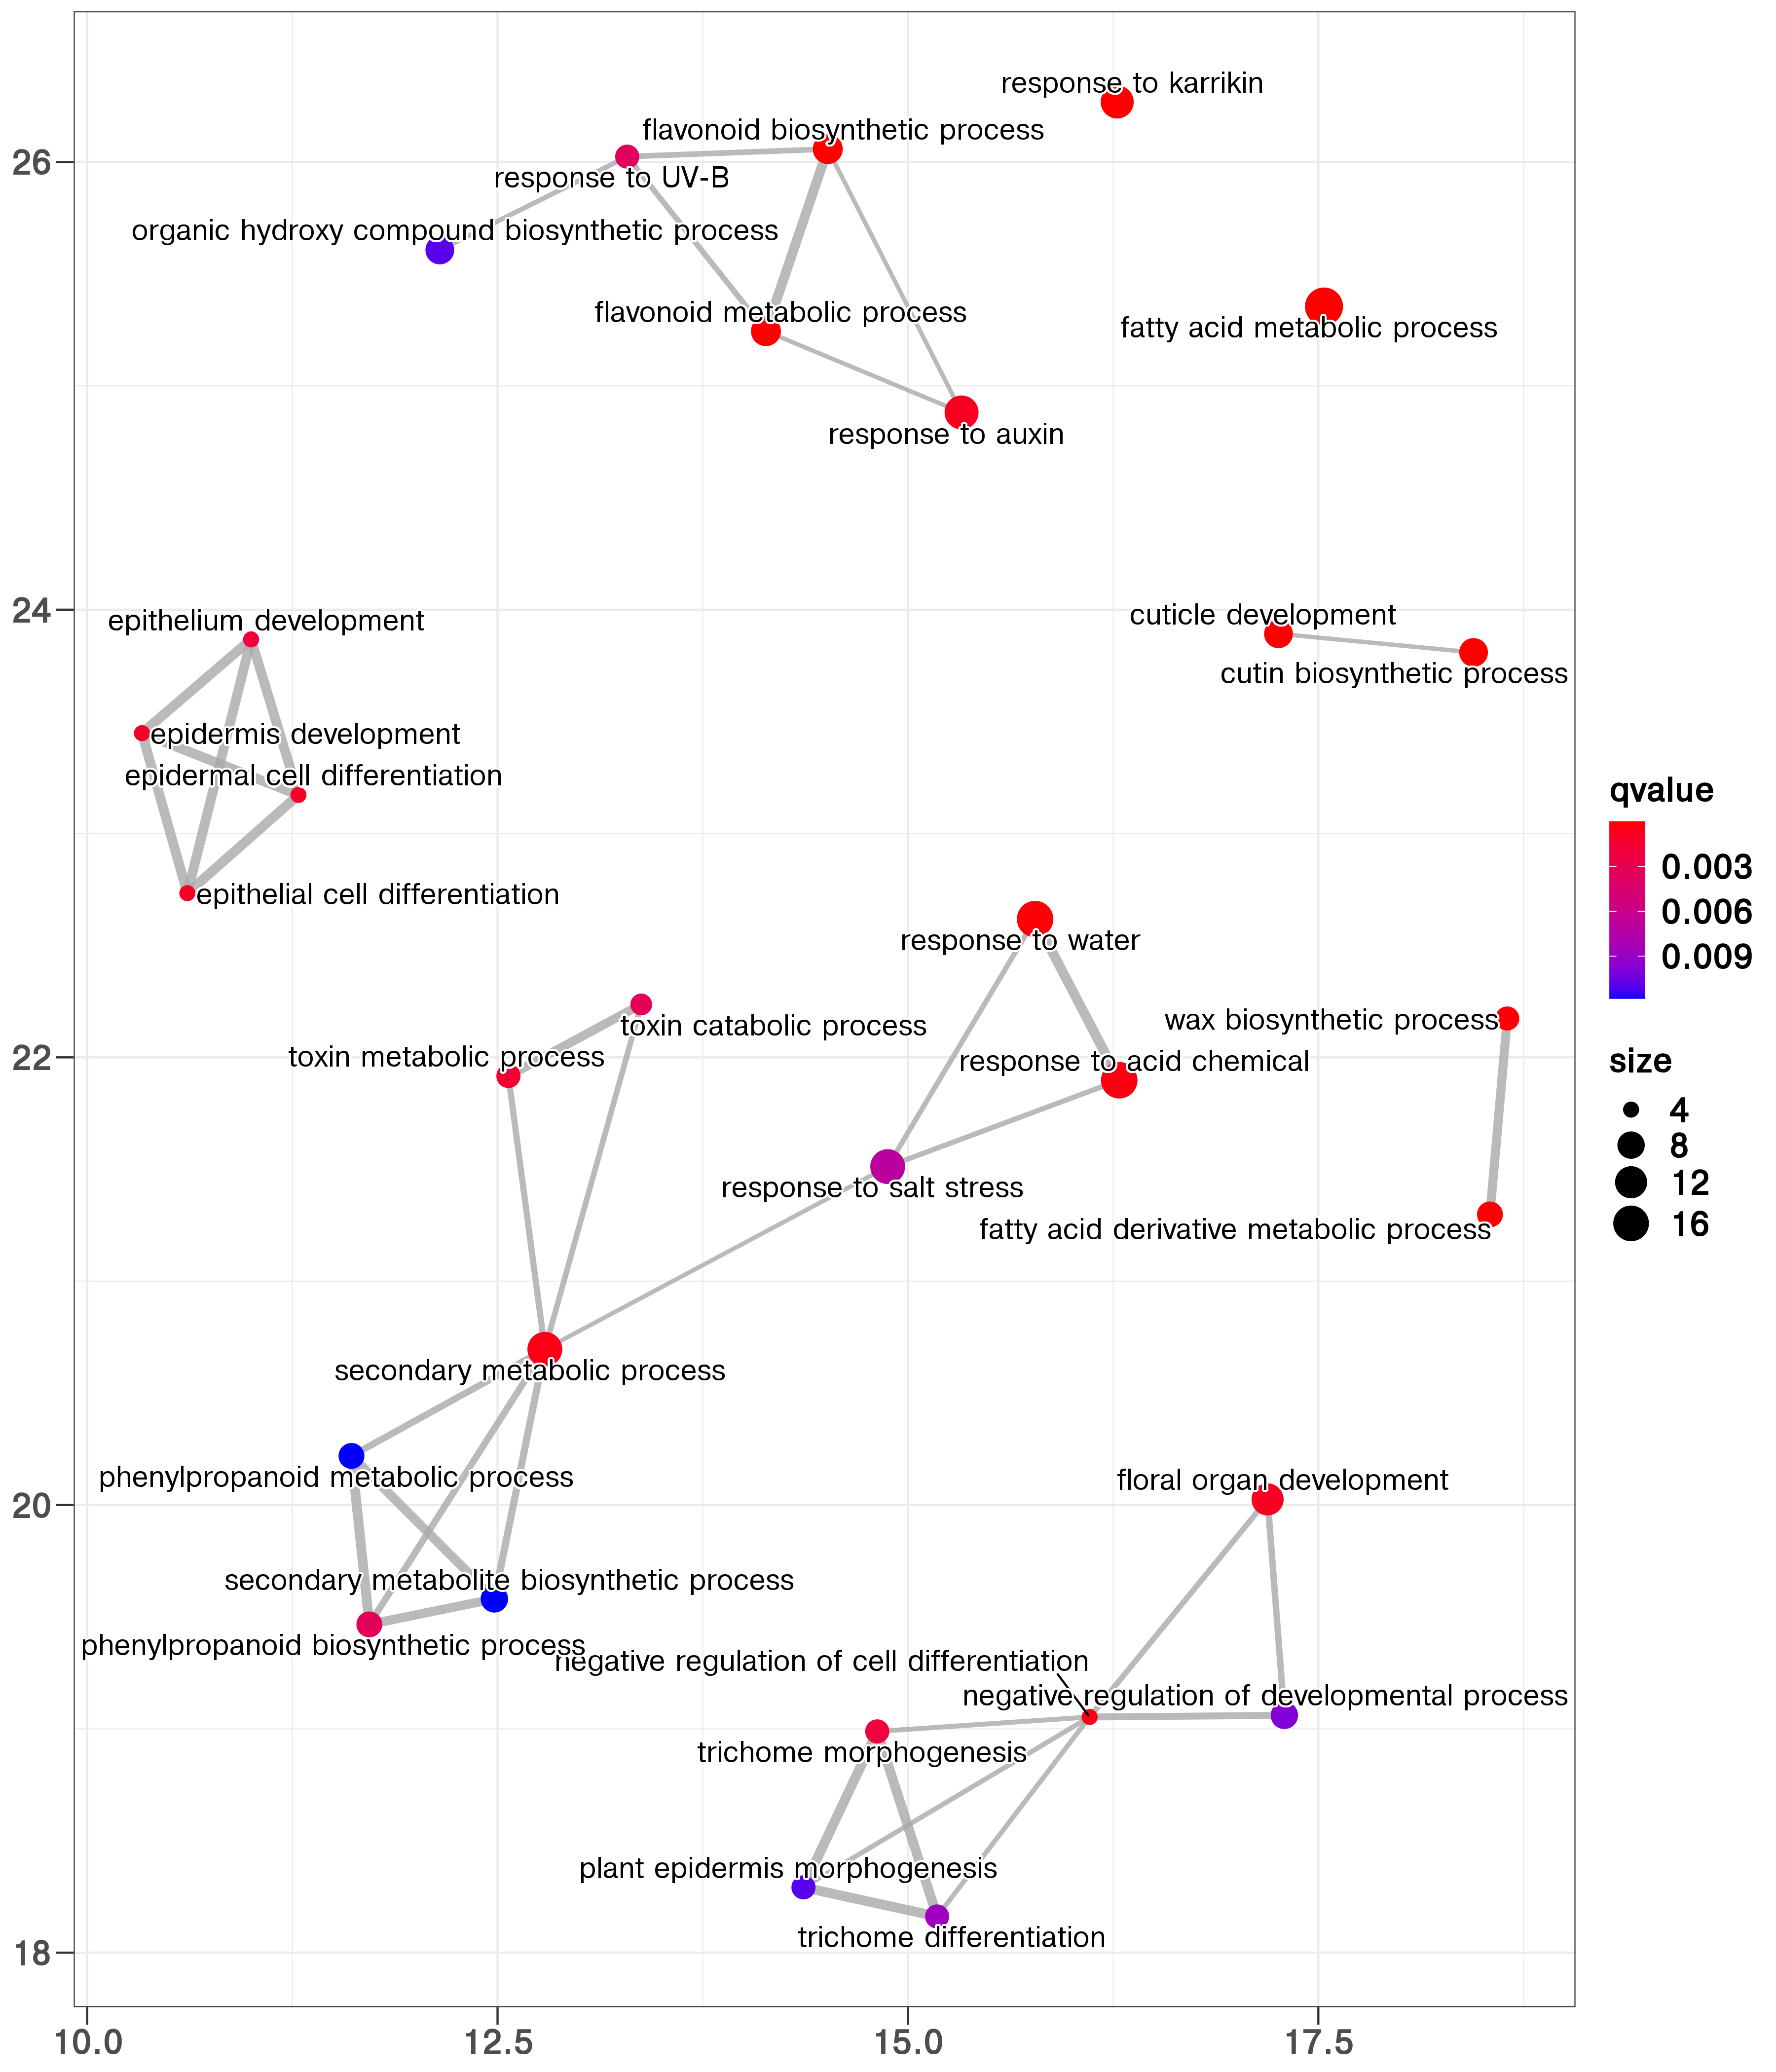 response to karrikin
flavonoid biosynthetic process
26
response to UV-B
organic hydroxy compound biosynthetic process
flavonoid metabolic process
fatty acid metabolic process
response to auxin
24
epithelium development
cuticle development
cutin biosynthetic process
epidermis development
epidermal cell differentiation
epithelial cell differentiation
response to water
toxin catabolic process
wax biosynthetic process
22
toxin metabolic process
response to acid chemical
response to salt stress
fatty acid derivative metabolic process
secondary metabolic process
phenylpropanoid metabolic process
floral organ development
20
secondary metabolite biosynthetic process
phenylpropanoid biosynthetic process
negative regulation of cell differentiation
negative regulation of developmental process
trichome morphogenesis
plant epidermis morphogenesis
trichome differentiation
18
10.0
12.5
15.0
17.5
qvalue
0.003
0.006
0.009
size
4
8
12
16